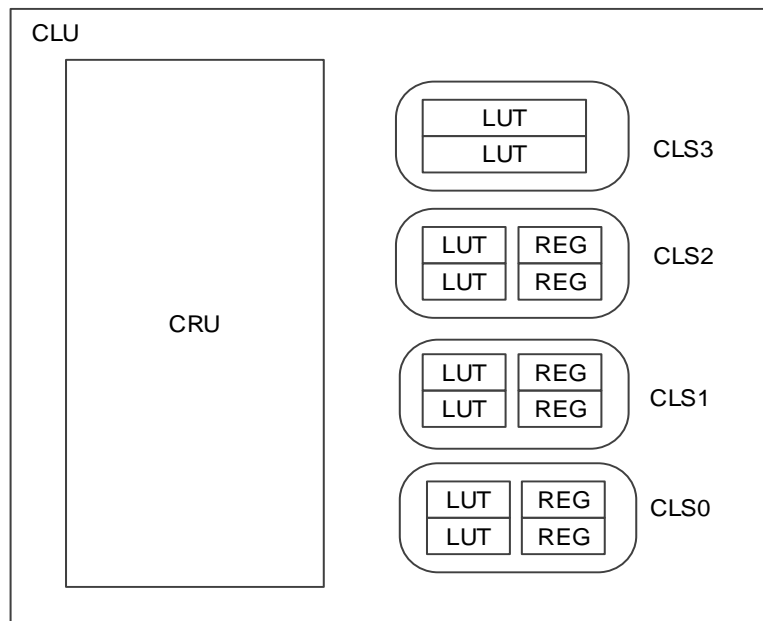 CLU
CRU
LUT
LUT
CLS3
LUT REG
LUT REG
CLS2
LUT REG
LUT REG
CLS1
LUT REG
LUT REG
CLS0